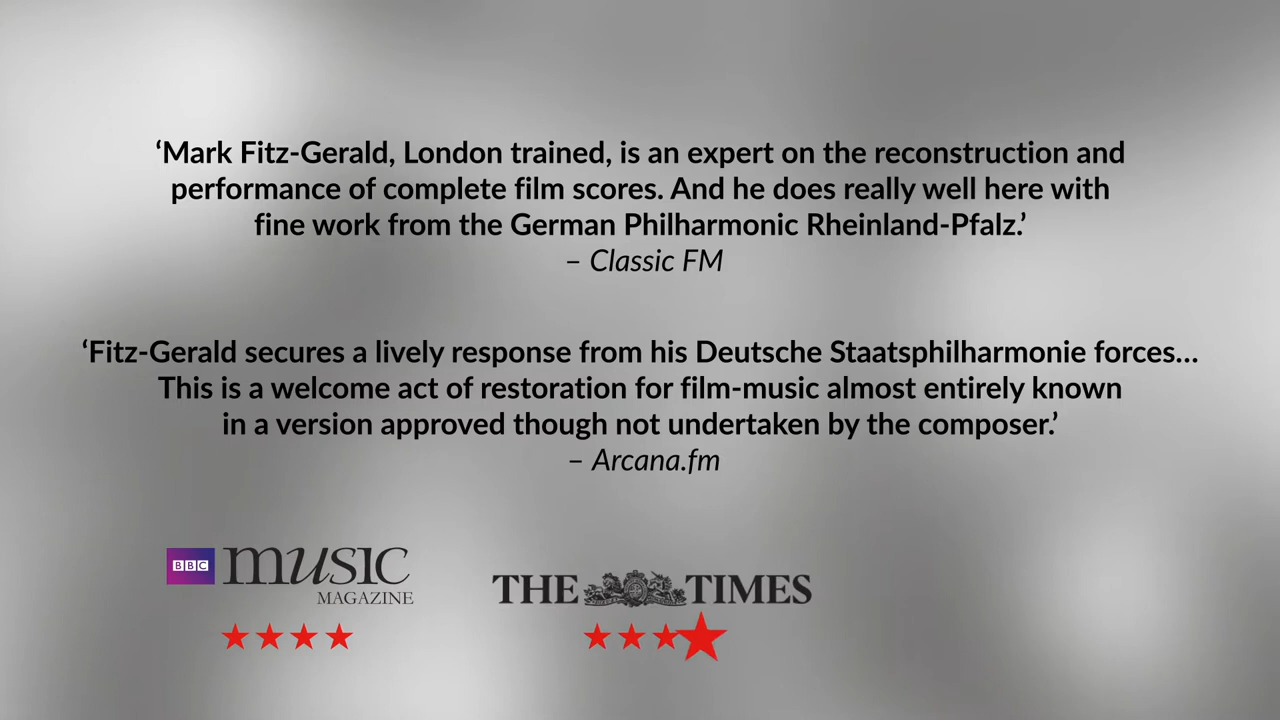 ‘Mark Fitz-Gerald, London trained, is an expert on the reconstruction and
performance of complete film scores. And he does really well here with
fine work from the German Philharmonic Rheinland-Pfalz.’
– Classic FM
‘Fitz-Gerald secures a lively response from his Deutsche Staatsphilharmonie forces...
This is a welcome act of restoration for film-music almost entirely known
in a version approved though not undertaken by the composer.’
– Arcana.fm
BBC music
MAGAZINE
THE TIMES